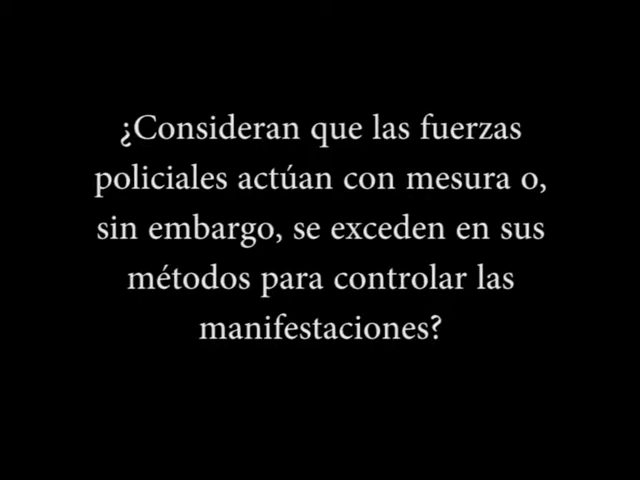 ¿Consideran que las fuerzas
policiales actúan con mesura o,
sin embargo, se exceden en sus
métodos para controlar las
manifestaciones?